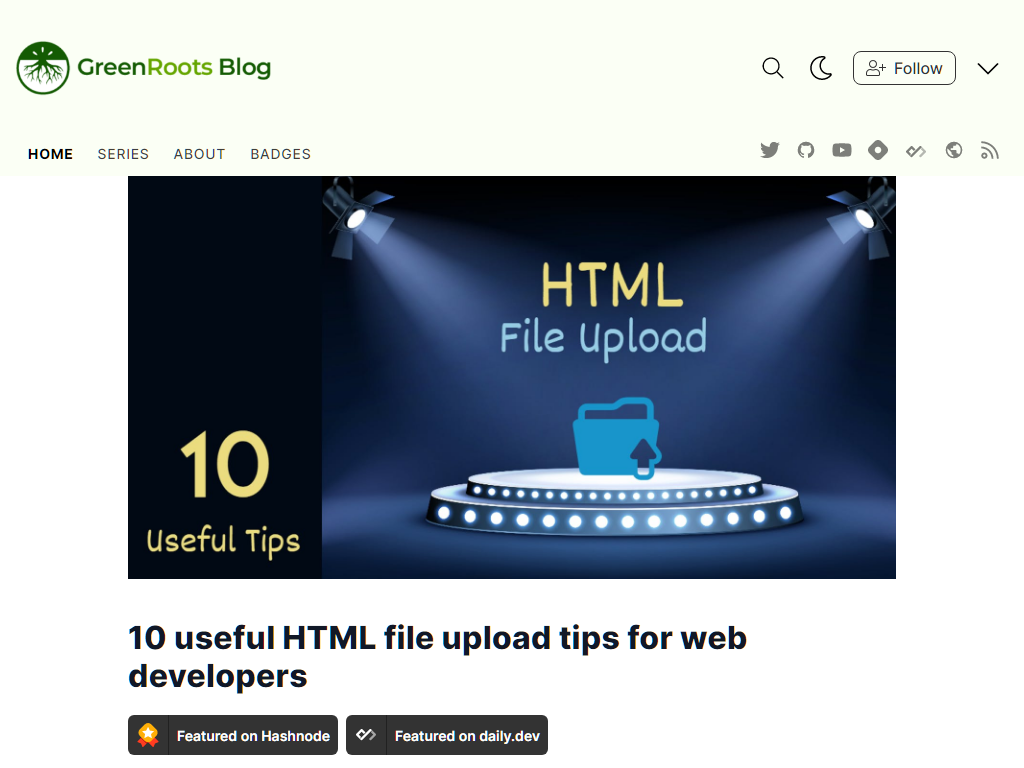 GreenRoots Blog
Follow
HOME SERIES ABOUT BADGES
HTML
File Upload
10
Useful Tips
10 useful HTML file upload tips for web
developers
Featured on Hashnode
Featured on daily.dev